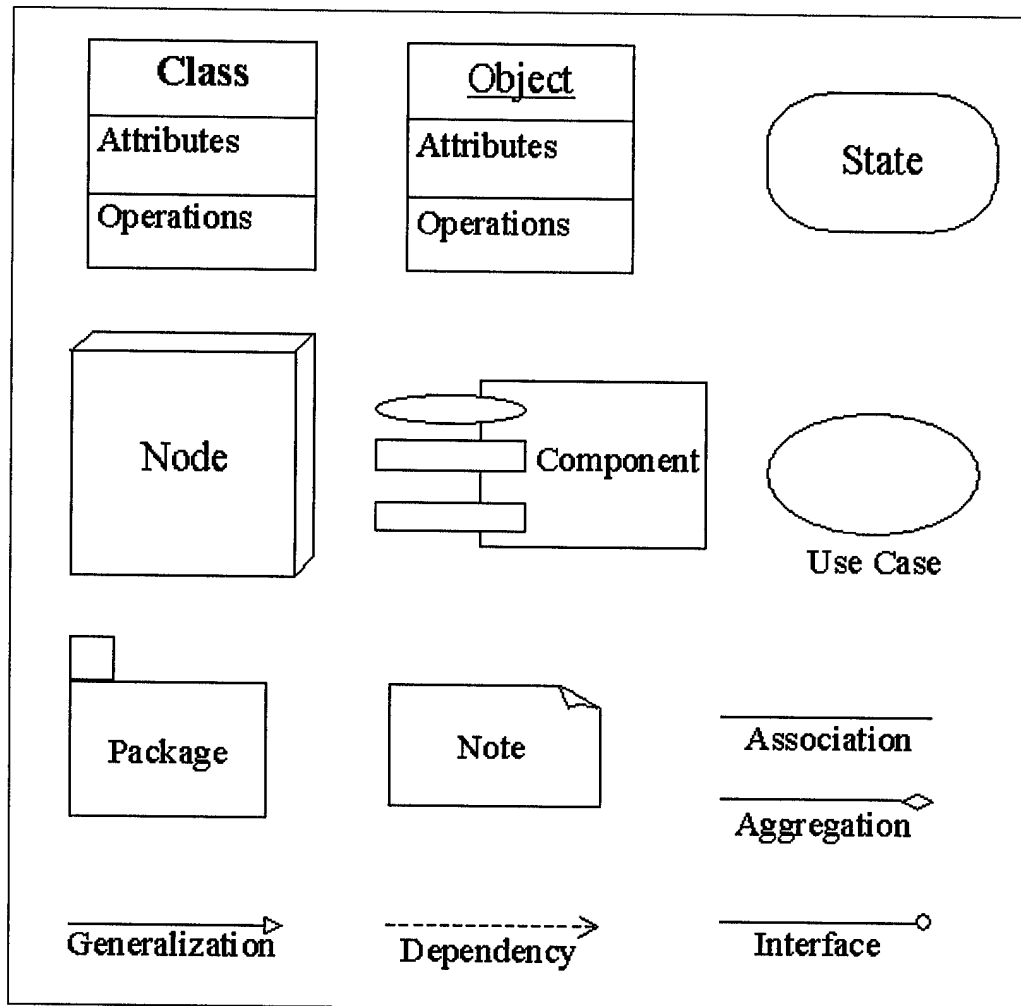 Class
Attributes
Operations
Object
Attributes
Operations
State
Node
Component
Use Case
Package
Note
Association
Aggregation
Generalization
Dependency
Interface